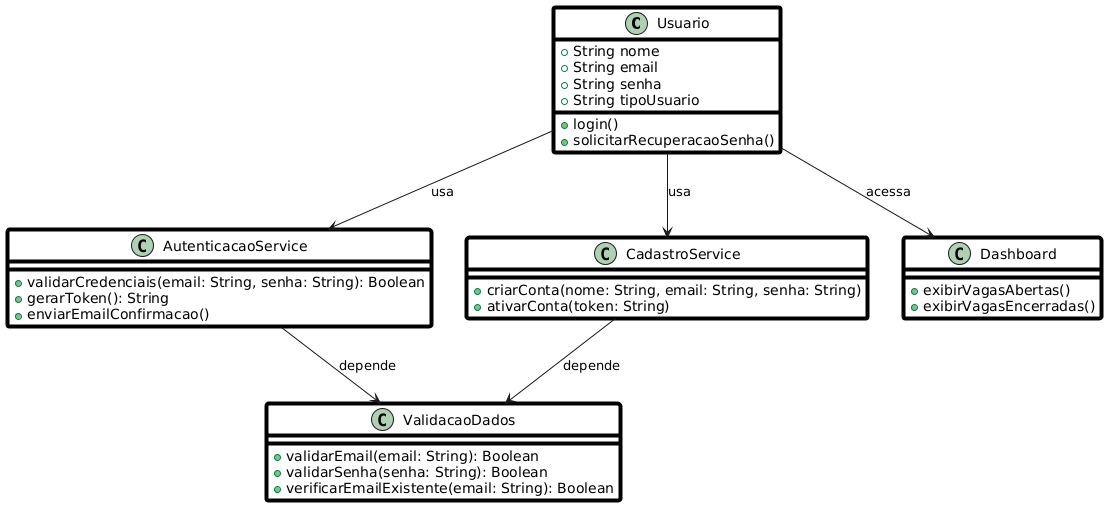 C Usuario
String nome
String email
String senha
String tipoUsuario
login()
solicitarRecuperacaoSenha()
usa
usa
acessa
C AutenticacaoService
validarCredenciais(email: String, senha: String): Boolean
gerarToken(): String
enviarEmailConfirmacao()
C CadastroService
criarConta(nome: String, email: String, senha: String)
ativarConta(token: String)
C Dashboard
exibirVagasAbertas()
exibirVagasEncerradas()
depende
depende
C ValidacaoDados
validarEmail(email: String): Boolean
validarSenha(senha: String): Boolean
verificarEmailExistente(email: String): Boolean